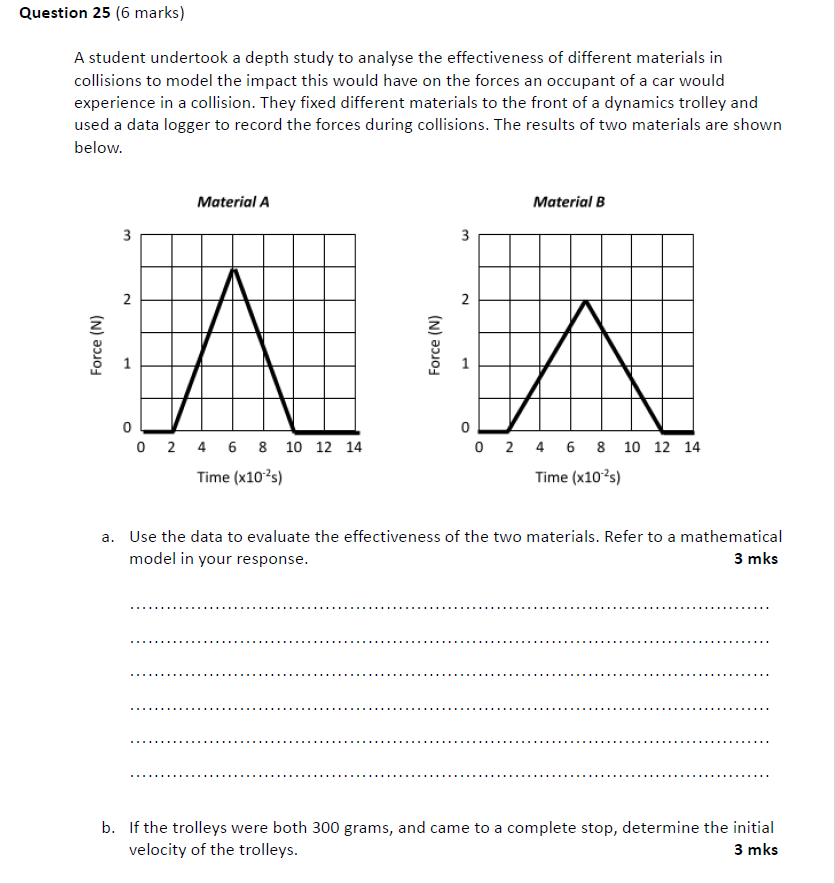 Question 25 (6 marks)
A student undertook a depth study to analyse the effectiveness of different materials in
collisions to model the impact this would have on the forces an occupant of a car would
experience in a collision. They fixed different materials to the front of a dynamics trolley and
used a data logger to record the forces during collisions. The results of two materials are shown
below.
Material A
3
2
1
0
Force (N)
0 2 4 6 8 10 12 14
Time (x10⁻²s)
Material B
3
2
1
0
Force (N)
0 2 4 6 8 10 12 14
Time (x10⁻²s)
a. Use the data to evaluate the effectiveness of the two materials. Refer to a mathematical
model in your response. 3 mks
b. If the trolleys were both 300 grams, and came to a complete stop, determine the initial
velocity of the trolleys. 3 mks